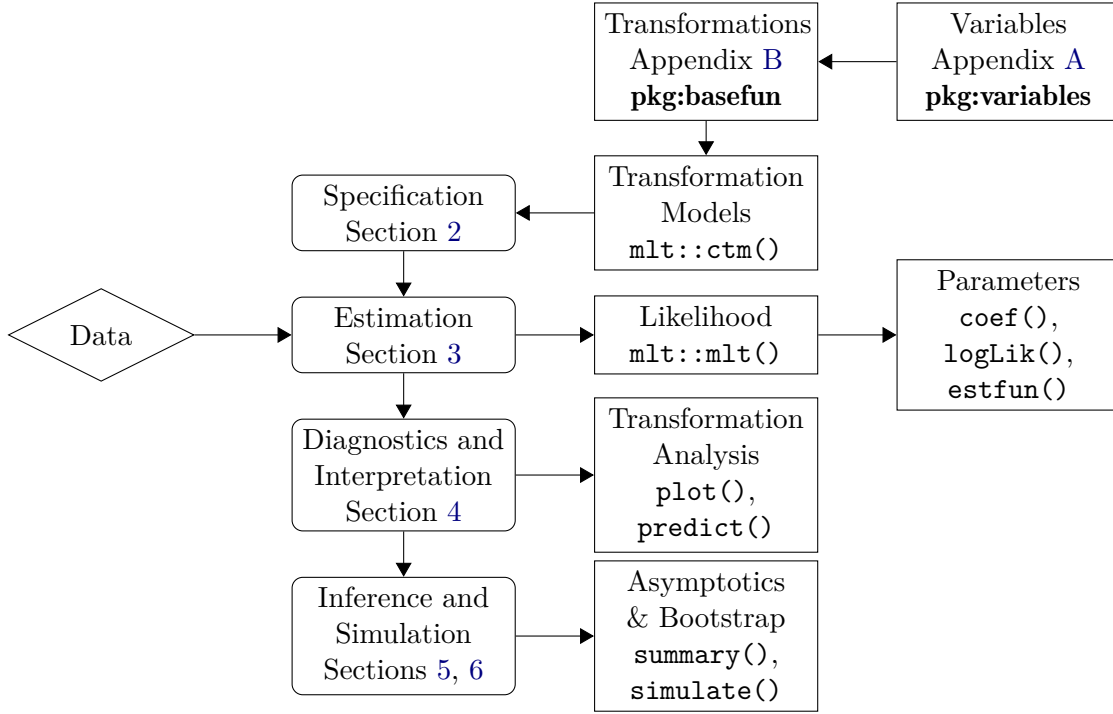 Transformations
Appendix B
pkg:basefun
Variables
Appendix A
pkg:variables
Specification
Section 2
Transformation
Models
mlt::ctm()
Data
Estimation
Section 3
Likelihood
mlt::mlt()
Parameters
coef(),
logLik(),
estfun()
Diagnostics and
Interpretation
Section 4
Transformation
Analysis
plot(),
predict()
Inference and
Simulation
Sections 5, 6
Asymptotics
& Bootstrap
summary(),
simulate()